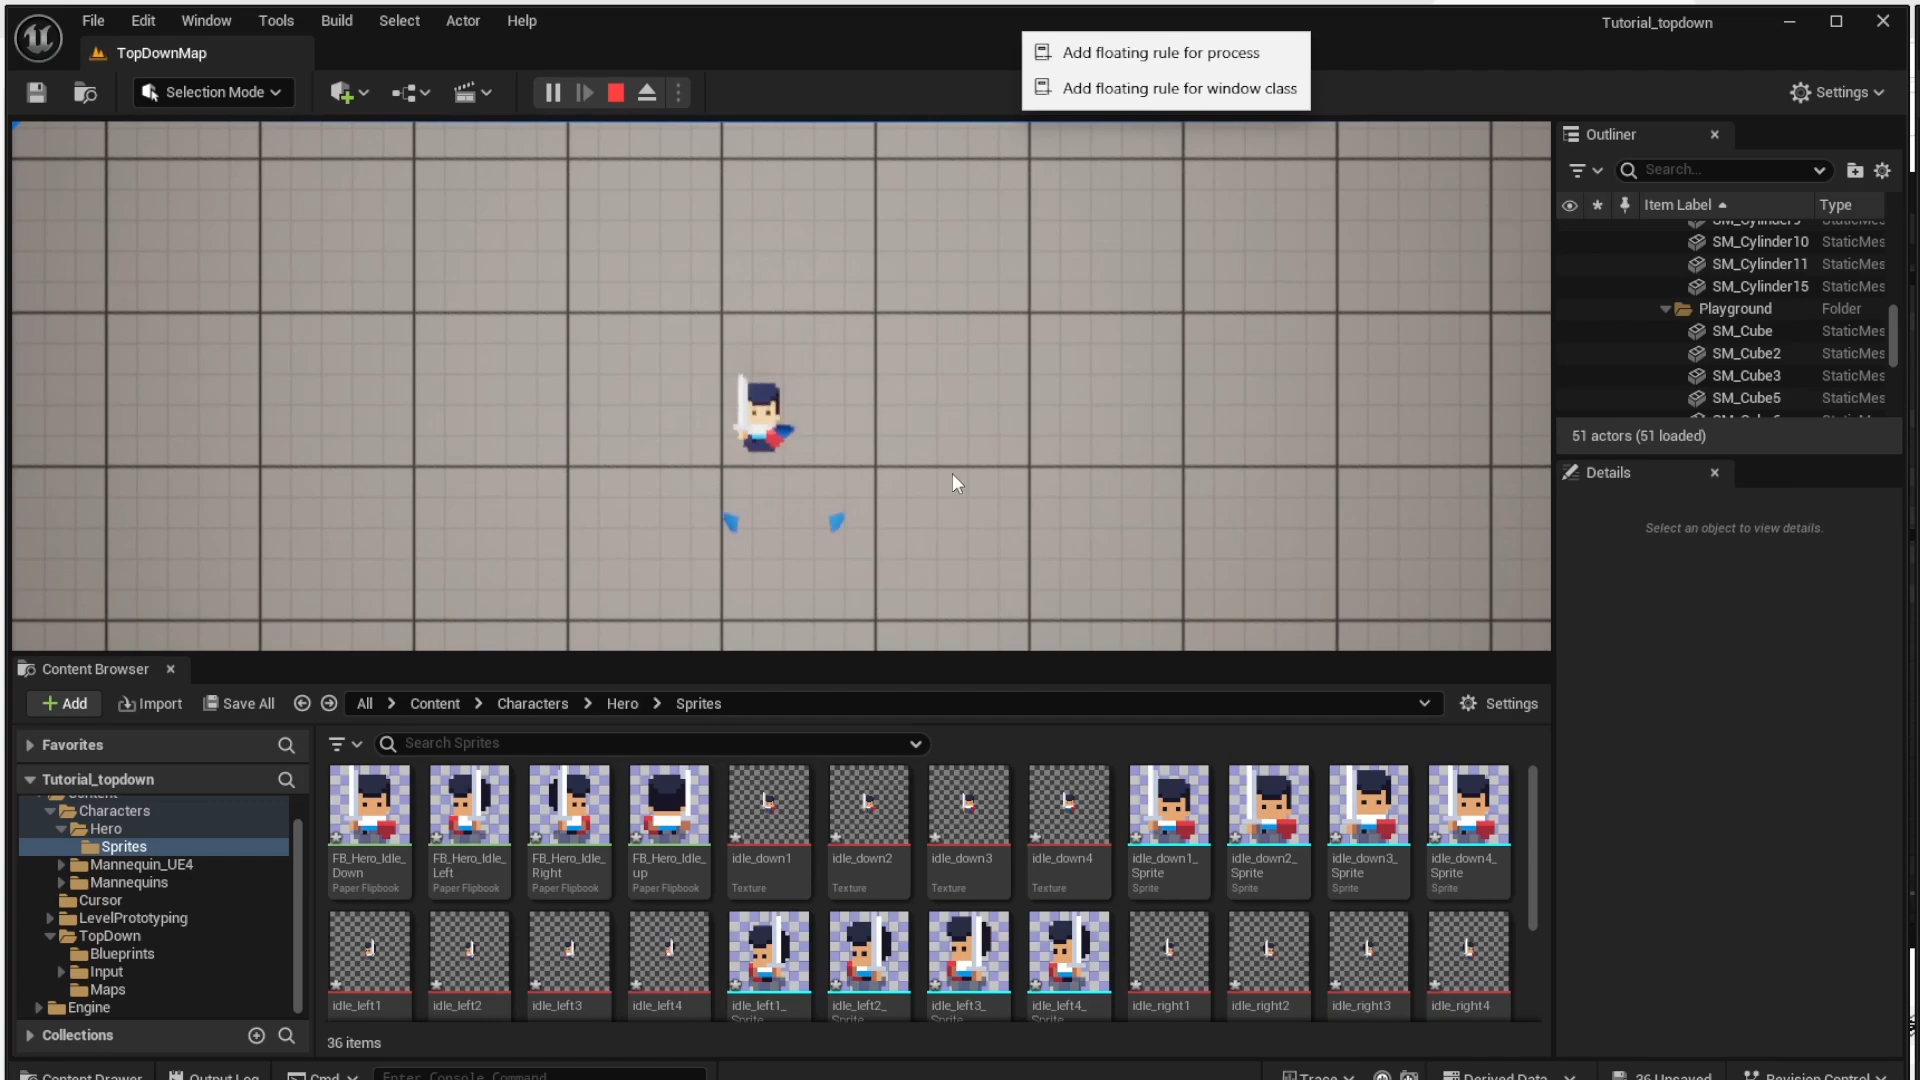 File Edit Window Tools Build Select Actor Help
Tutorial_topdown
TopDownMap
Add floating rule for process
Add floating rule for window class
Selection Mode
Settings
Outliner
Search...
Item Label Type
SM_Cylinder10 StaticMes
SM_Cylinder11 StaticMes
SM_Cylinder15 StaticMes
Playground Folder
SM_Cube StaticMes
SM_Cube2 StaticMes
SM_Cube3 StaticMes
SM_Cube5 StaticMes
51 actors (51 loaded)
Details
Select an object to view details.
Content Browser
Add Import Save All All Content Characters Hero Sprites Settings
Favorites
Search Sprites
Tutorial_topdown
Content
Characters
Hero
Sprites
Mannequin_UE4
Mannequins
Cursor
LevelPrototyping
TopDown
Blueprints
Input
Maps
Engine
Collections
FB_Hero_Idle_ FB_Hero_Idle_ FB_Hero_Idle_ FB_Hero_Idle_ idle_down1 idle_down2 idle_down3 idle_down4 idle_down1_ idle_down2_ idle_down3_ idle_down4_
Down Left Right up Sprite Sprite Sprite Sprite
Paper Flipbook Paper Flipbook Paper Flipbook Paper Flipbook Texture Texture Texture Texture Sprite Sprite Sprite Sprite
idle_left1 idle_left2 idle_left3 idle_left4 idle_left1_ idle_left2_ idle_left3_ idle_left4_ idle_right1 idle_right2 idle_right3 idle_right4
Sprite Sprite Sprite Sprite
36 items
Content Drawer Output Log Cmd Enter Console Command Trace Derived Data 36 Unsaved Revision Control